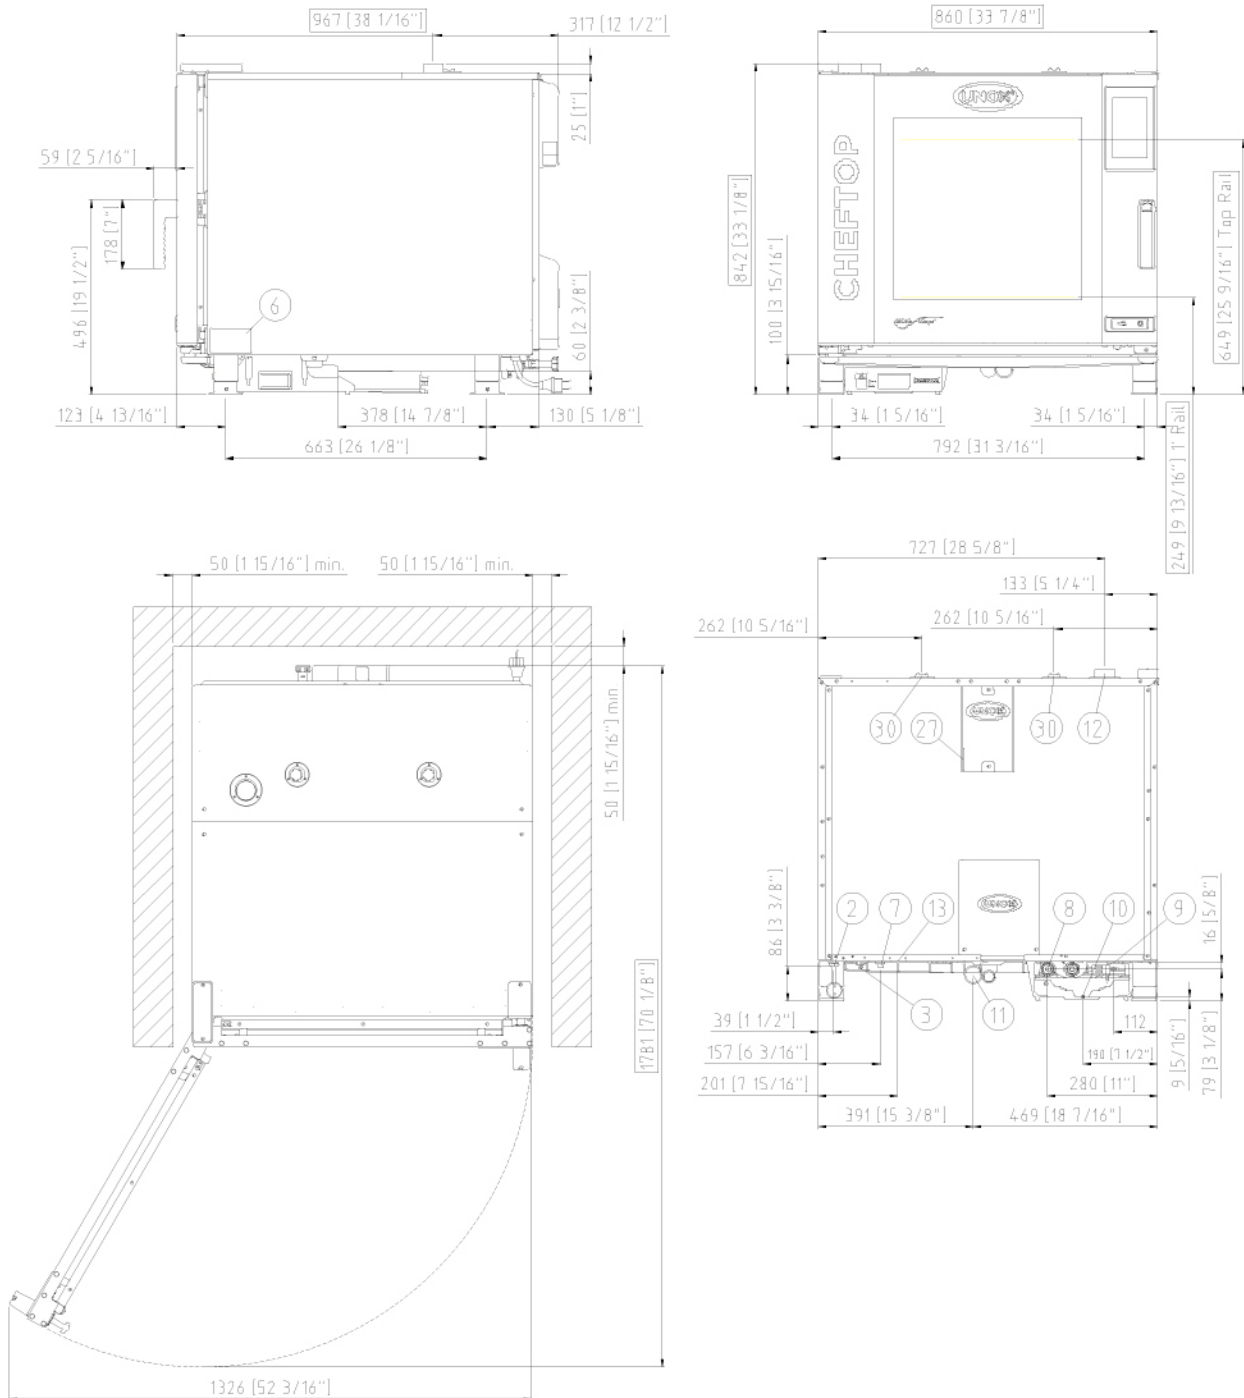 967 [38 1/16"]
317 [12 1/2"]
25 [1"]
59 [2 5/16"]
178 [7"]
496 [19 1/2"]
6
60 [2 3/8"]
123 [4 13/16"]
378 [14 7/8"]
130 [5 1/8"]
663 [26 1/8"]
860 [33 7/8"]
UNOX
CHEFTOP
842 [33 1/8"]
100 [3 15/16"]
649 [25 9/16"] Top Rail
34 [1 5/16"]
34 [1 5/16"]
792 [31 3/16"]
249 [9 13/16"] 1' Rail
50 [1 15/16"] min.
50 [1 15/16"] min.
50 [1 15/16"] min
1781 [70 1/8"]
1326 [52 3/16"]
727 [28 5/8"]
133 [5 1/4"]
262 [10 5/16"]
262 [10 5/16"]
UNOX
30
27
30
12
86 [3 3/8"]
2
7
13
UNOX
8
10
9
16 [5/8"]
3
11
39 [1 1/2"]
112
157 [6 3/16"]
190 [7 1/2"]
9 [5/16"]
79 [3 1/8"]
201 [7 15/16"]
280 [11"]
391 [15 3/8"]
469 [18 7/16"]